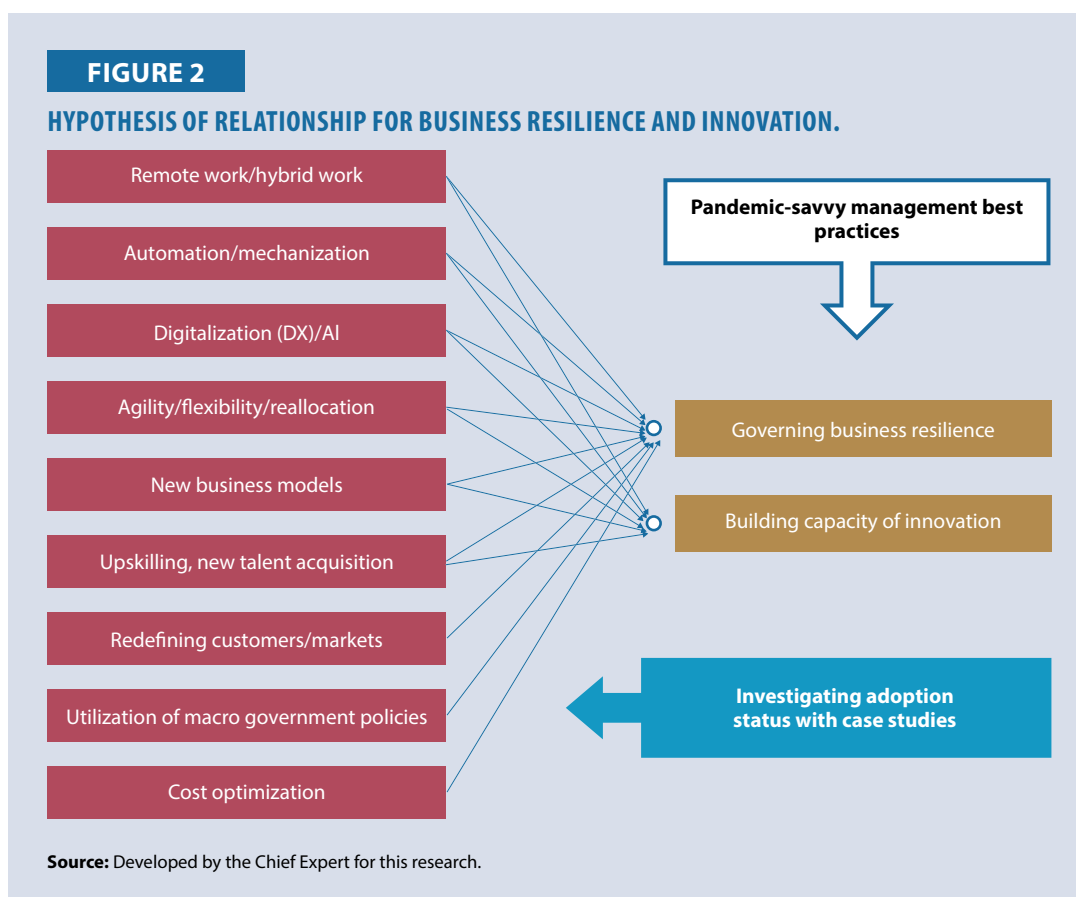 FIGURE 2
HYPOTHESIS OF RELATIONSHIP FOR BUSINESS RESILIENCE AND INNOVATION.
Remote work/hybrid work
Automation/mechanization
Digitalization (DX)/AI
Agility/flexibility/reallocation
New business models
Upskilling, new talent acquisition
Redefining customers/markets
Utilization of macro government policies
Cost optimization
Pandemic-savvy management best
practices
Governing business resilience
Building capacity of innovation
Investigating adoption
status with case studies
Source: Developed by the Chief Expert for this research.